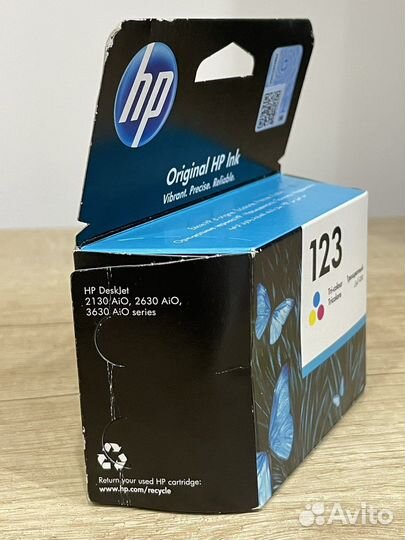 hp
Original HP Ink
Vibrant. Precise. Reliable.
123
Tri-colour
Tricolore
HP DeskJet
2130 AiO, 2630 AiO,
3630 AiO series
Return your used HP cartridge:
www.hp.com/recycle
Avito